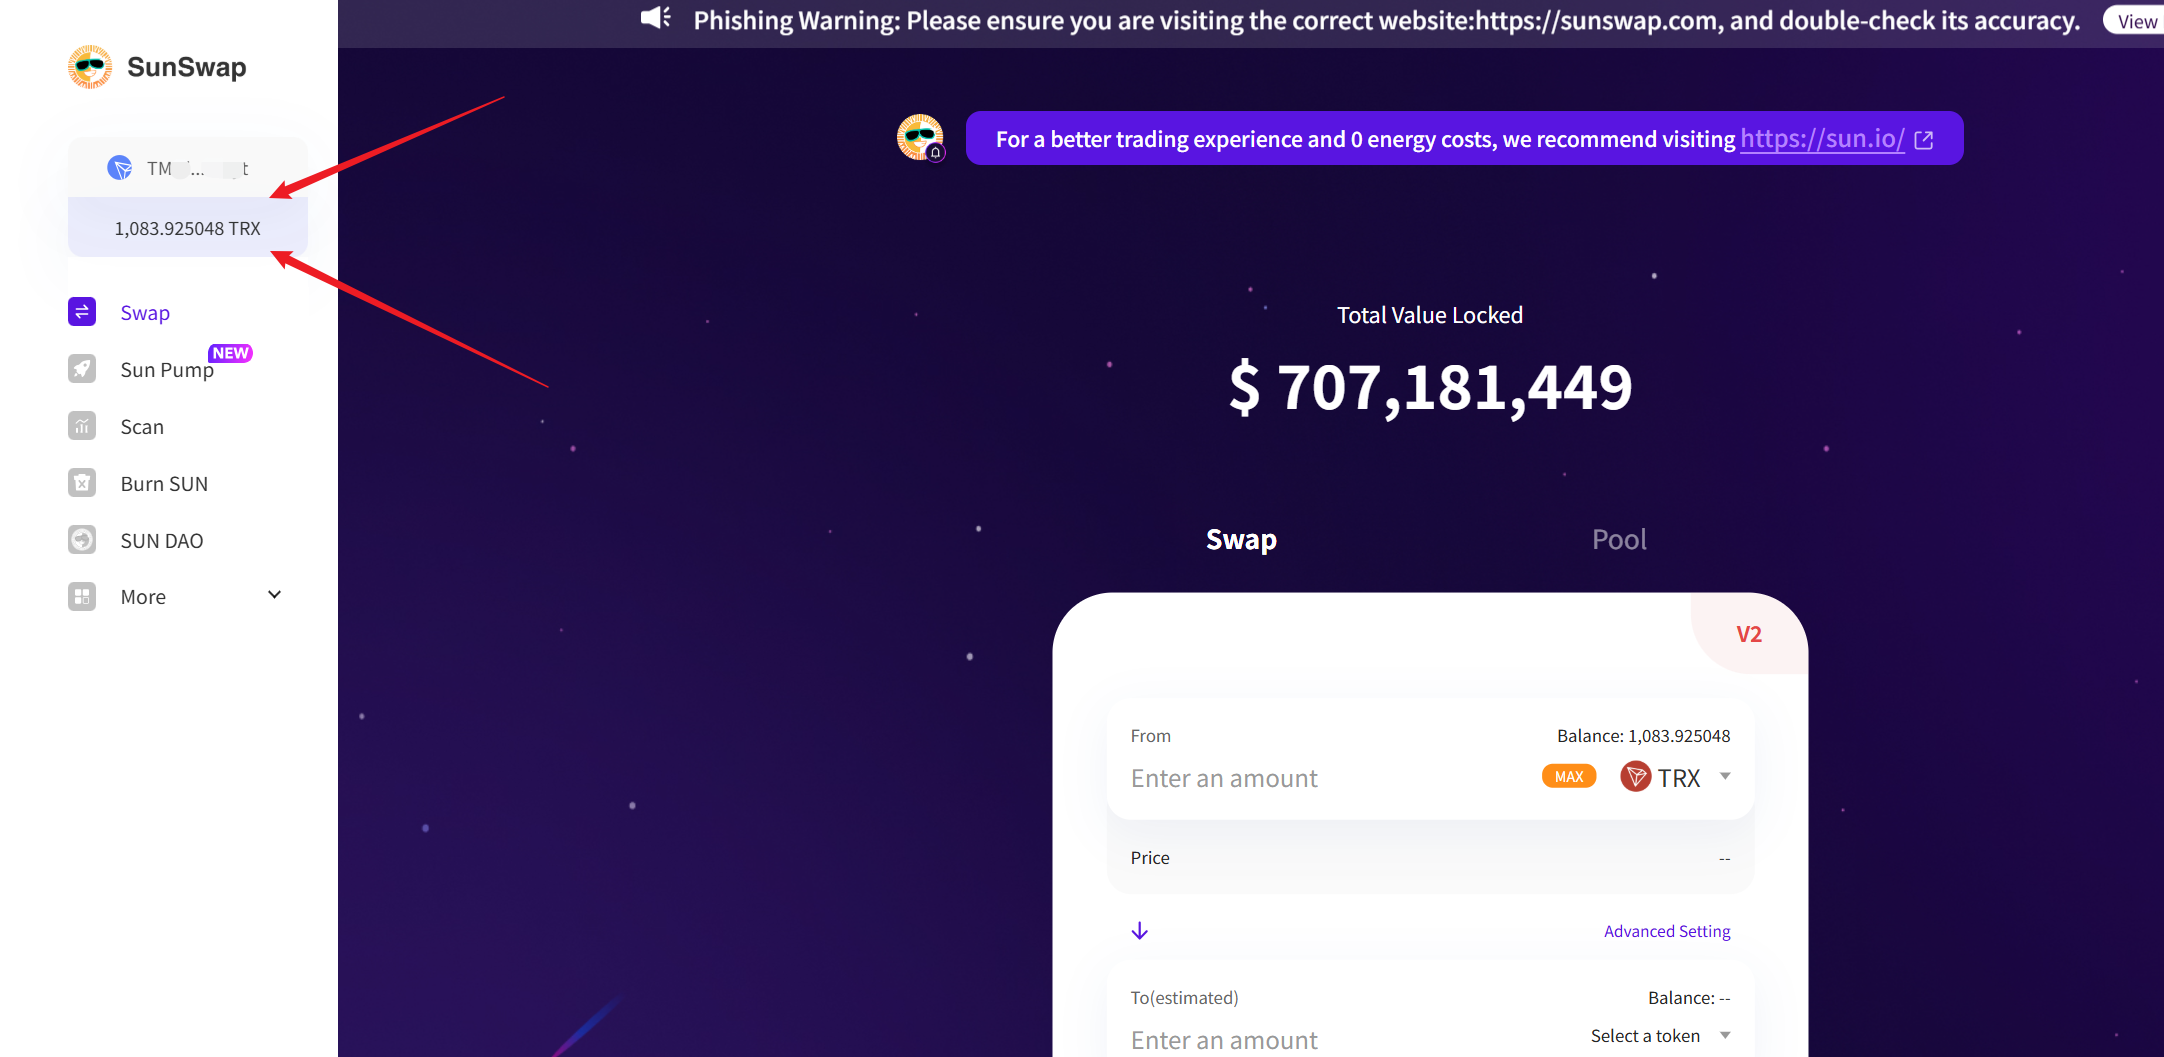 Phishing Warning: Please ensure you are visiting the correct website:https://sunswap.com, and double-check its accuracy.
View
SunSwap
For a better trading experience and 0 energy costs, we recommend visiting https://sun.io/
1,083.925048 TRX
Swap
Sun Pump
NEW
Scan
Burn SUN
SUN DAO
More
Total Value Locked
$ 707,181,449
Swap
Pool
V2
From
Balance: 1,083.925048
Enter an amount
MAX
TRX
Price
--
Advanced Setting
To(estimated)
Balance: --
Enter an amount
Select a token